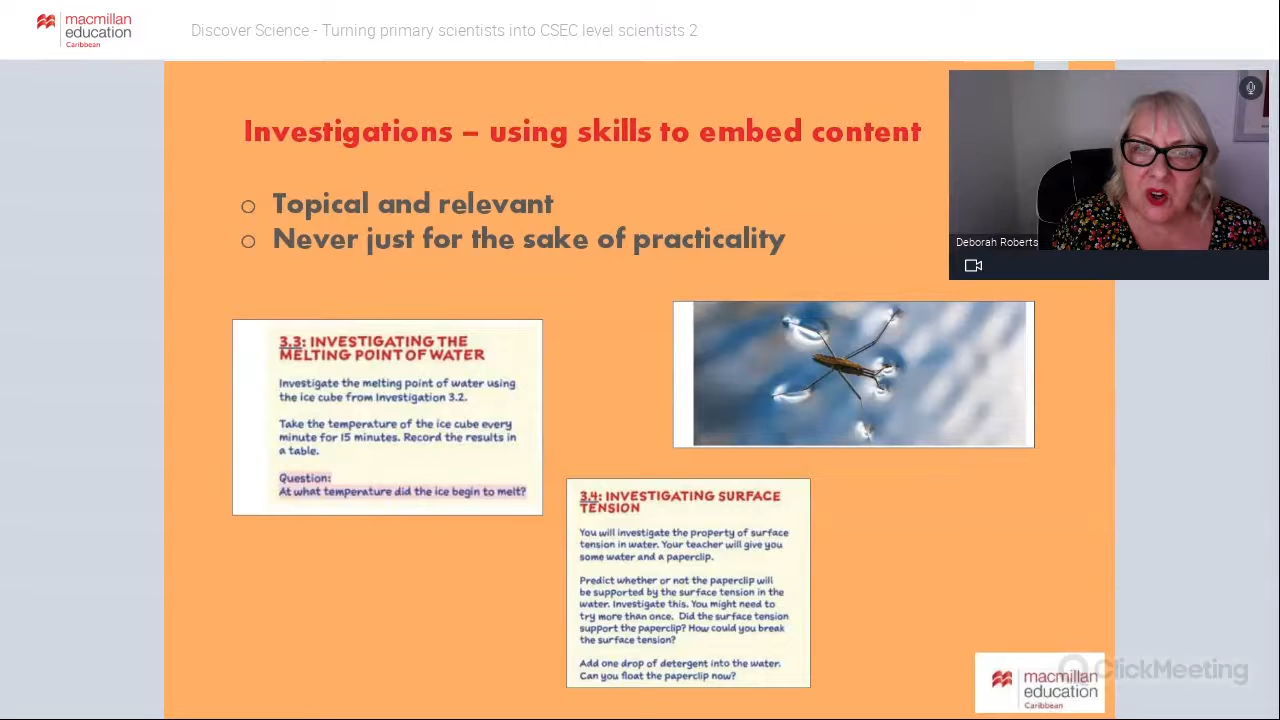 macmillan
education
Caribbean
Discover Science - Turning primary scientists into CSEC level scientists 2
Investigations – using skills to embed content
Topical and relevant
Never just for the sake of practicality
Deborah Roberts
3.3: INVESTIGATING THE
MELTING POINT OF WATER
Investigate the melting point of water using
the ice cube from Investigation 3.2.
Take the temperature of the ice cube every
minute for 15 minutes. Record the results in
a table.
Question:
At what temperature did the ice begin to melt?
3.4: INVESTIGATING SURFACE
TENSION
You will investigate the property of surface
tension in water. Your teacher will give you
some water and a paperclip.
Predict whether or not the paperclip will
be supported by the surface tension in the
water. Investigate this. You might need to
try more than once. Did the surface tension
support the paperclip? How could you break
the surface tension?
Add one drop of detergent into the water.
Can you float the paperclip now?
macmillan
education
Caribbean
ClickMeeting